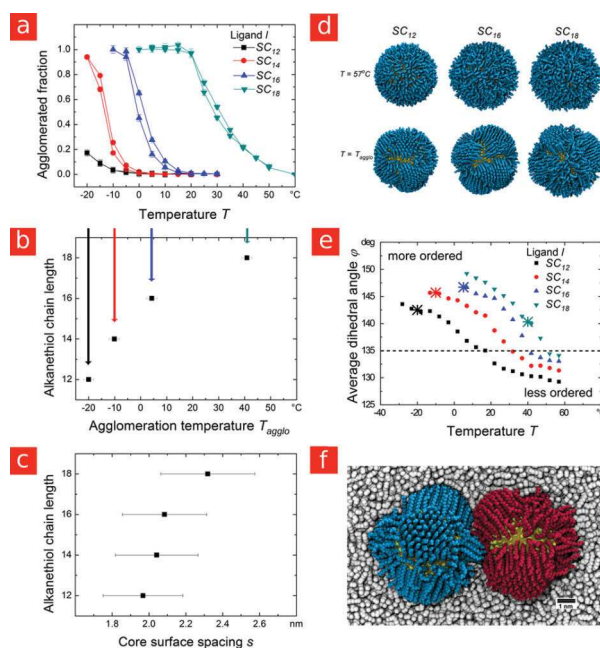 a
Ligand l
SC12
SC14
SC16
SC18
Agglomerated fraction
1.0
0.8
0.6
0.4
0.2
0.0
-20 -10 0 10 20 30 40 50 °C
Temperature T
b
Alkanethiol chain length
18
16
14
12
-20 -10 0 10 20 30 40 50 °C
Agglomeration temperature Tagglo
c
Alkanethiol chain length
18
16
14
12
1.8 2.0 2.2 2.4 2.6 nm
Core surface spacing s
d
SC12 SC16 SC18
T = 57°C
T = Tagglo
e
deg
Average dihedral angle φ
150
145
140
135
130
125
more ordered
Ligand l
SC12
SC14
SC16
SC18
less ordered
-40 -20 0 20 40 60 80 °C
Temperature T
f
1 nm